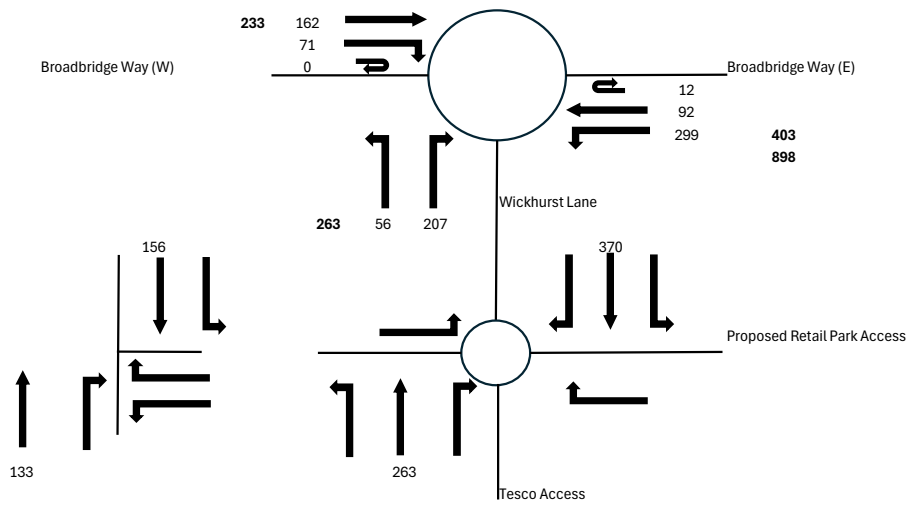 233 162
71
0
Broadbridge Way (W)
Broadbridge Way (E)
12
92
299 403
898
Wickhurst Lane
263 56 207
156
370
Proposed Retail Park Access
133
263
Tesco Access